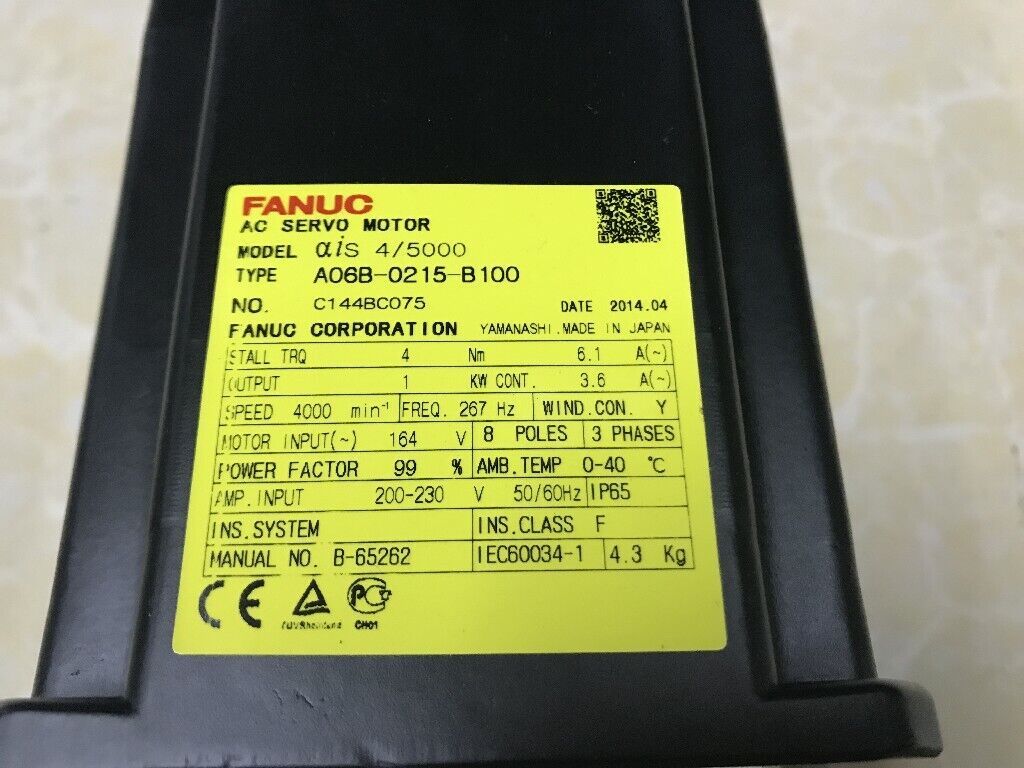 FANUC
AC SERVO MOTOR
MODEL αiS 4/5000
TYPE A06B-0215-B100
NO. C144BC075 DATE 2014.04
FANUC CORPORATION YAMANASHI.MADE IN JAPAN
STALL TRQ 4 Nm 6.1 A(~)
OUTPUT 1 KW CONT. 3.6 A(~)
SPEED 4000 min⁻¹ FREQ. 267 Hz WIND.CON. Y
MOTOR INPUT(~) 164 V 8 POLES 3 PHASES
POWER FACTOR 99 % AMB.TEMP 0-40 ℃
AMP.INPUT 200-230 V 50/60Hz IP65
INS.SYSTEM INS.CLASS F
MANUAL NO. B-65262 IEC60034-1 4.3 Kg
CE
TÜVRheinland CH01